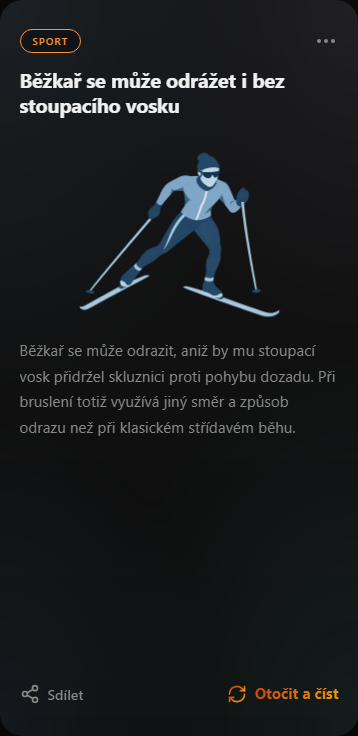 SPORT
Běžkař se může odrážet i bez
stoupacího vosku
Běžkař se může odrazit, aniž by mu stoupací
vosk přidržel skluznici proti pohybu dozadu. Při
bruslení totiž využívá jiný směr a způsob
odrazu než při klasickém střídavém běhu.
Sdílet
Otočit a číst